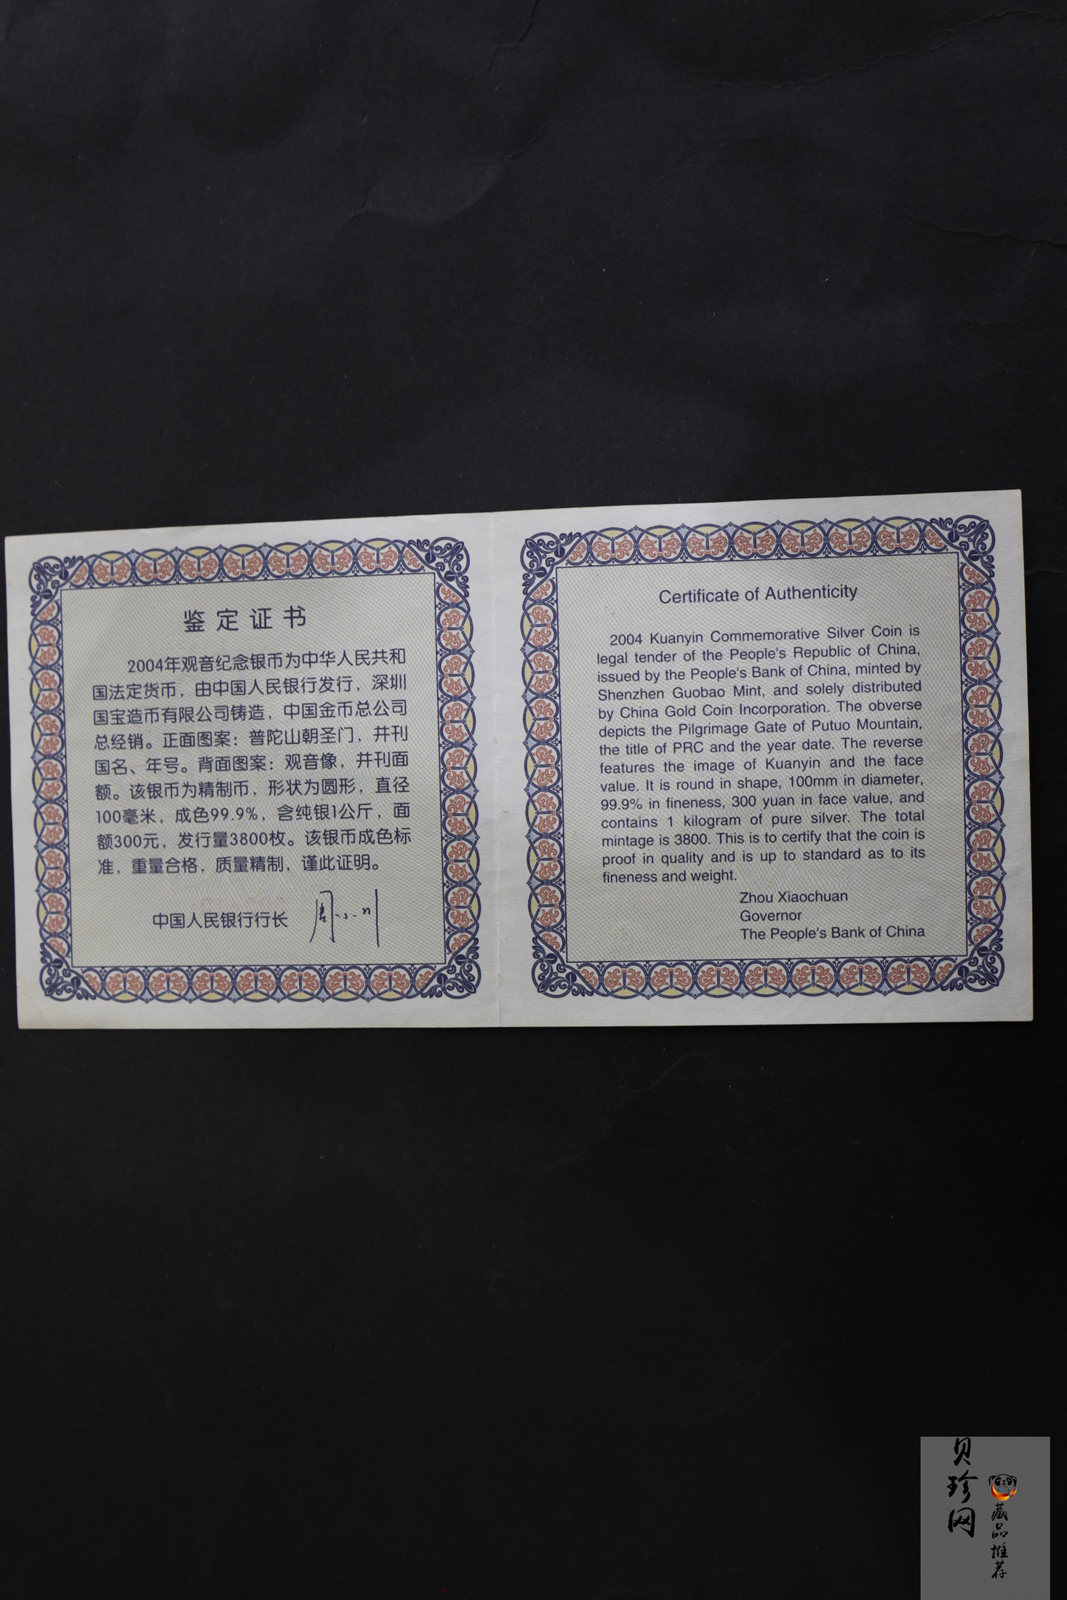 鉴定证书
2004年观音纪念银币为中华人民共和
国法定货币，由中国人民银行发行，深圳
国宝造币有限公司铸造，中国金币总公司
总经销。正面图案：普陀山朝圣门，并刊
国名、年号。背面图案：观音像，并刊面
额。该银币为精制币，形状为圆形，直径
100毫米，成色99.9%，含纯银1公斤，面
额300元，发行量3800枚。该银币成色标
准，重量合格，质量精制，谨此证明。
中国人民银行行长 周小川
Certificate of Authenticity
2004 Kuanyin Commemorative Silver Coin is
legal tender of the People's Republic of China,
issued by the People's Bank of China, minted by
Shenzhen Guobao Mint, and solely distributed
by China Gold Coin Incorporation. The obverse
depicts the Pilgrimage Gate of Putuo Mountain,
the title of PRC and the year date. The reverse
features the image of Kuanyin and the face
value. It is round in shape, 100mm in diameter,
99.9% in fineness, 300 yuan in face value, and
contains 1 kilogram of pure silver. The total
mintage is 3800. This is to certify that the coin is
proof in quality and is up to standard as to its
fineness and weight.
Zhou Xiaochuan
Governor
The People's Bank of China
贝珍网
藏品推荐